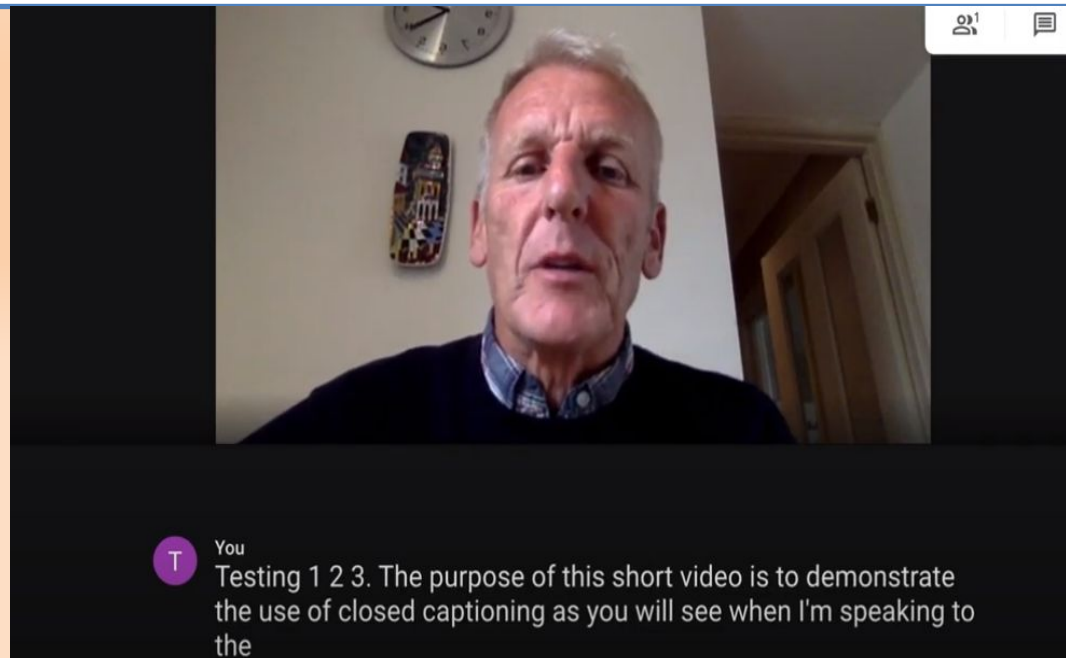 1
T
You
Testing 1 2 3. The purpose of this short video is to demonstrate
the use of closed captioning as you will see when I'm speaking to
the